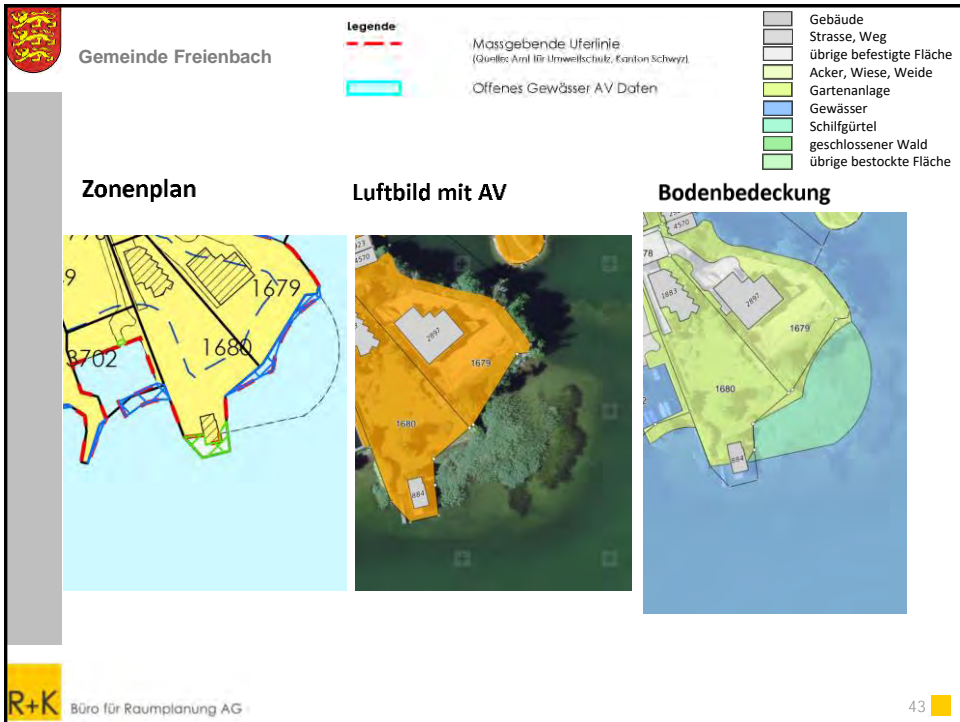 Gemeinde Freienbach
Legende
Massgebende Uferlinie
(Quelle: Amt für Umweltschutz, Kanton Schwyz)
Offenes Gewässer AV Daten
Gebäude
Strasse, Weg
übrige befestigte Fläche
Acker, Wiese, Weide
Gartenanlage
Gewässer
Schilfgürtel
geschlossener Wald
übrige bestockte Fläche
Zonenplan
Luftbild mit AV
Bodenbedeckung
1679
1680
3702
4570
2897
1679
1680
884
4570
78
1883
2897
1679
1680
884
R+K Büro für Raumplanung AG
43